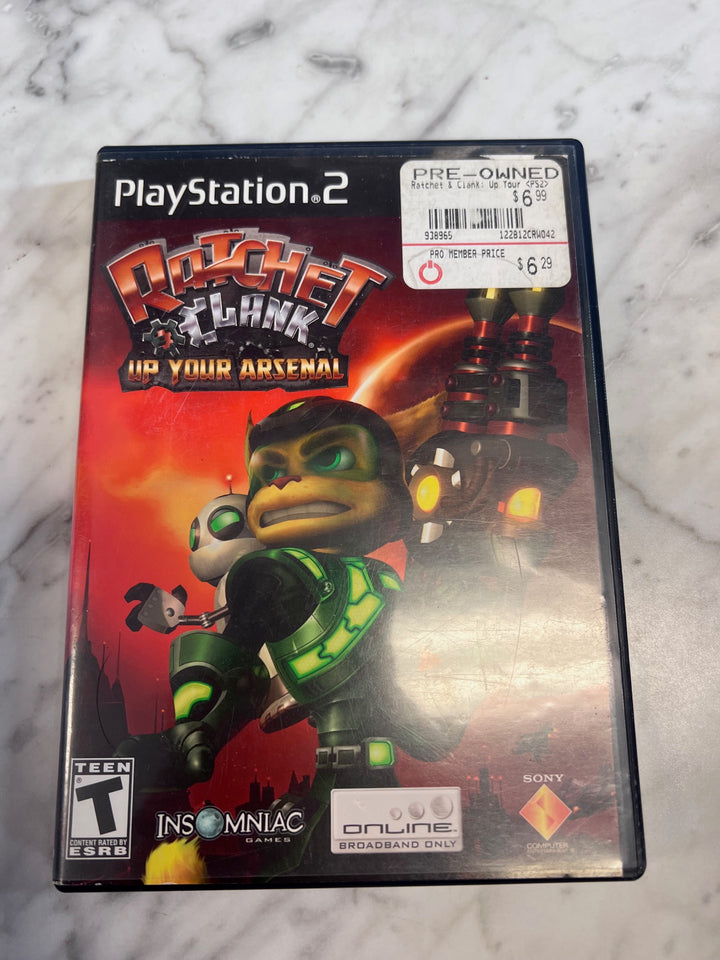 PlayStation®2
PRE-OWNED
Ratchet & Clank: Up Your <PS2>
$6.99
938965 122812CRW042
PRO MEMBER PRICE
$6.29
RATCHET
CLANK
UP YOUR ARSENAL
TEEN
T
CONTENT RATED BY
ESRB
INSOMNIAC
GAMES
ONLINE
BROADBAND ONLY
SONY
COMPUTER
ENTERTAINMENT